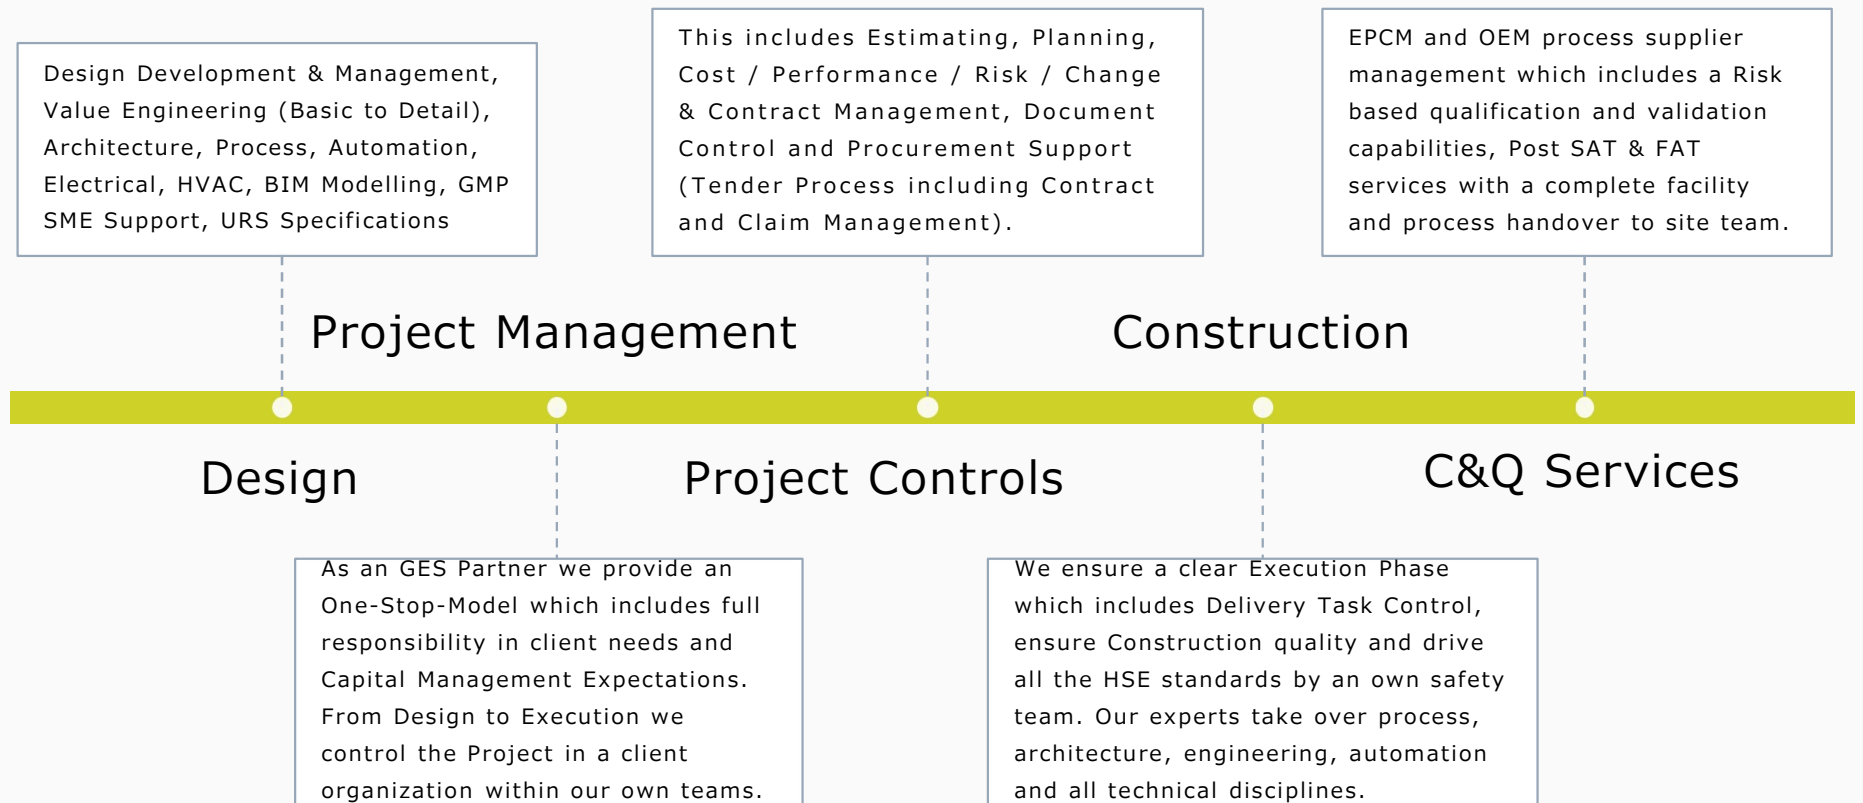 Design Development & Management,
Value Engineering (Basic to Detail),
Architecture, Process, Automation,
Electrical, HVAC, BIM Modelling, GMP
SME Support, URS Specifications
This includes Estimating, Planning,
Cost / Performance / Risk / Change
& Contract Management, Document
Control and Procurement Support
(Tender Process including Contract
and Claim Management).
EPCM and OEM process supplier
management which includes a Risk
based qualification and validation
capabilities, Post SAT & FAT
services with a complete facility
and process handover to site team.
Project Management
Construction
Design
Project Controls
C&Q Services
As an GES Partner we provide an
One-Stop-Model which includes full
responsibility in client needs and
Capital Management Expectations.
From Design to Execution we
control the Project in a client
organization within our own teams.
We ensure a clear Execution Phase
which includes Delivery Task Control,
ensure Construction quality and drive
all the HSE standards by an own safety
team. Our experts take over process,
architecture, engineering, automation
and all technical disciplines.